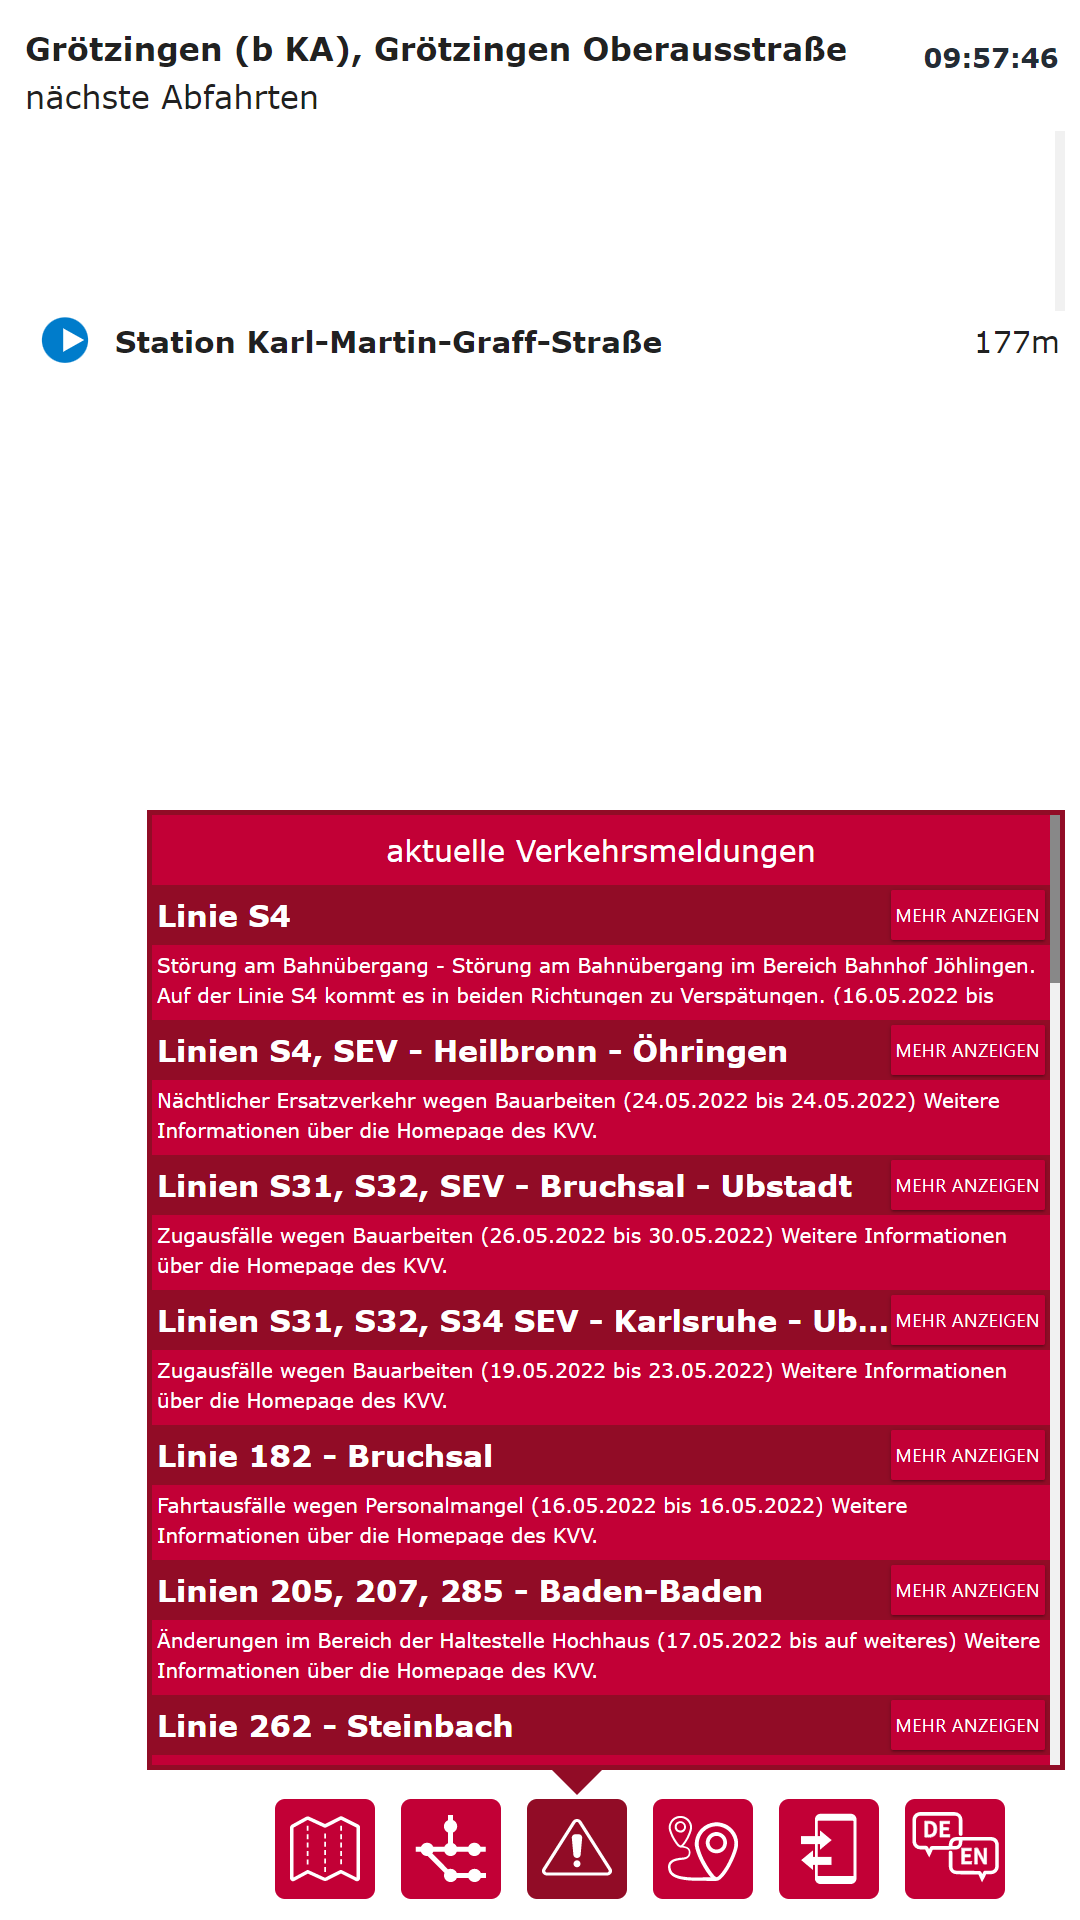 Grötzingen (b KA), Grötzingen Oberausstraße
09:57:46
nächste Abfahrten
Station Karl-Martin-Graff-Straße
177m
aktuelle Verkehrsmeldungen
Linie S4
MEHR ANZEIGEN
Störung am Bahnübergang - Störung am Bahnübergang im Bereich Bahnhof Jöhlingen.
Auf der Linie S4 kommt es in beiden Richtungen zu Verspätungen. (16.05.2022 bis
Linien S4, SEV - Heilbronn - Öhringen
MEHR ANZEIGEN
Nächtlicher Ersatzverkehr wegen Bauarbeiten (24.05.2022 bis 24.05.2022) Weitere
Informationen über die Homepage des KVV.
Linien S31, S32, SEV - Bruchsal - Ubstadt
MEHR ANZEIGEN
Zugausfälle wegen Bauarbeiten (26.05.2022 bis 30.05.2022) Weitere Informationen
über die Homepage des KVV.
Linien S31, S32, S34 SEV - Karlsruhe - Ub...
MEHR ANZEIGEN
Zugausfälle wegen Bauarbeiten (19.05.2022 bis 23.05.2022) Weitere Informationen
über die Homepage des KVV.
Linie 182 - Bruchsal
MEHR ANZEIGEN
Fahrtausfälle wegen Personalmangel (16.05.2022 bis 16.05.2022) Weitere
Informationen über die Homepage des KVV.
Linien 205, 207, 285 - Baden-Baden
MEHR ANZEIGEN
Änderungen im Bereich der Haltestelle Hochhaus (17.05.2022 bis auf weiteres) Weitere
Informationen über die Homepage des KVV.
Linie 262 - Steinbach
MEHR ANZEIGEN
DE
EN